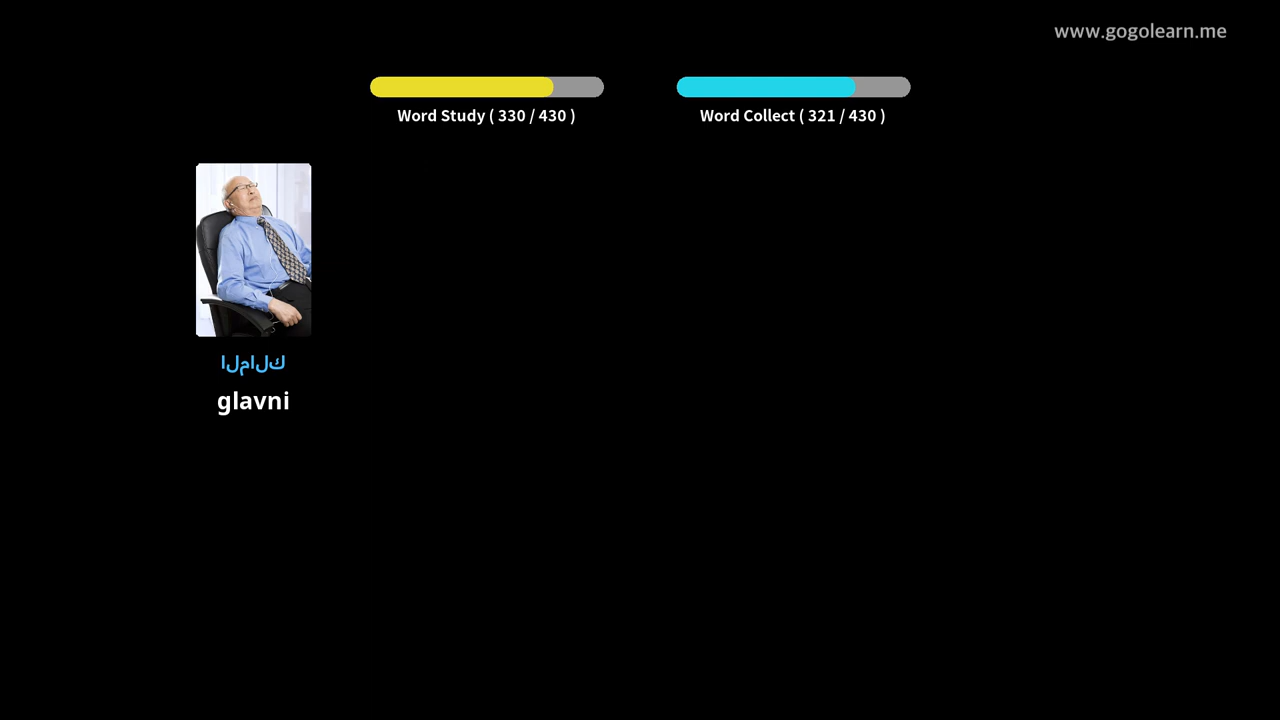 www.gogolearn.me
Word Study ( 330 / 430 )
Word Collect ( 321 / 430 )
المالك
glavni